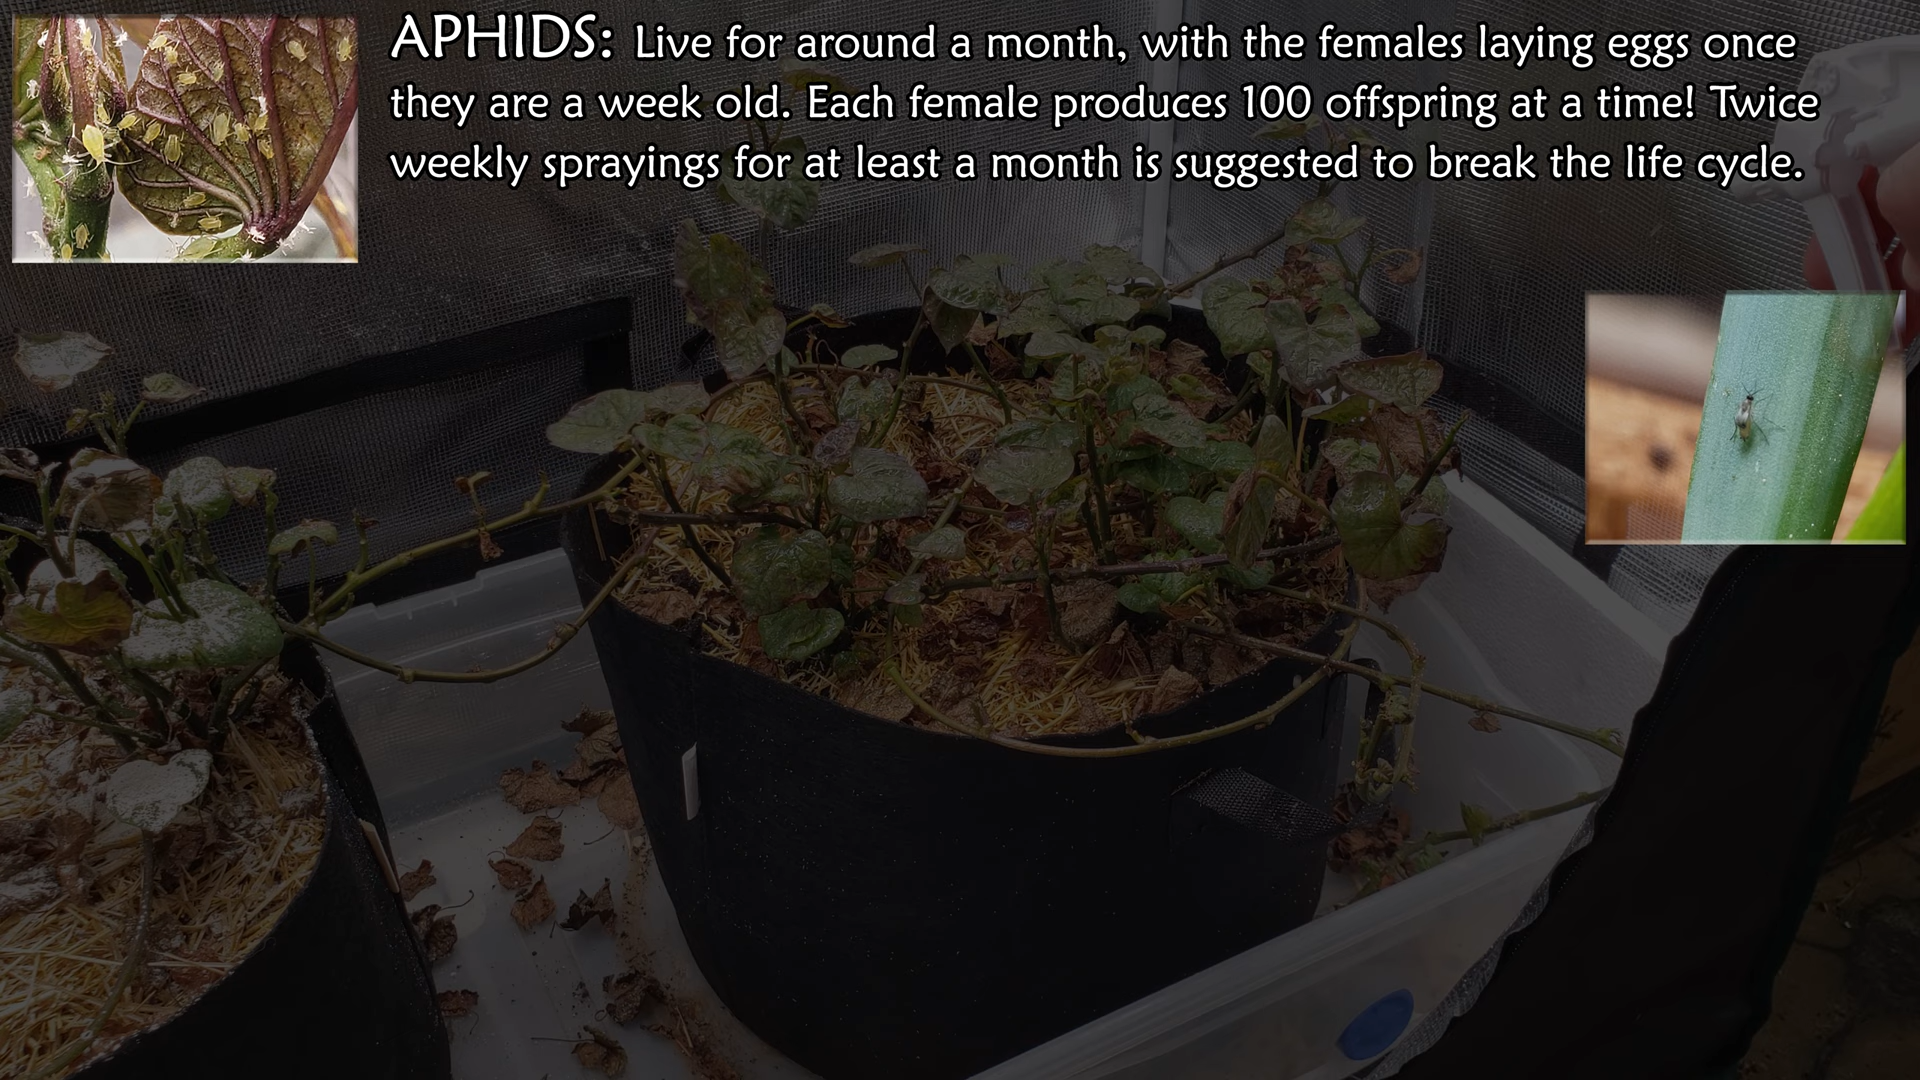 APHIDS: Live for around a month, with the females laying eggs once
they are a week old. Each female produces 100 offspring at a time! Twice
weekly sprayings for at least a month is suggested to break the life cycle.